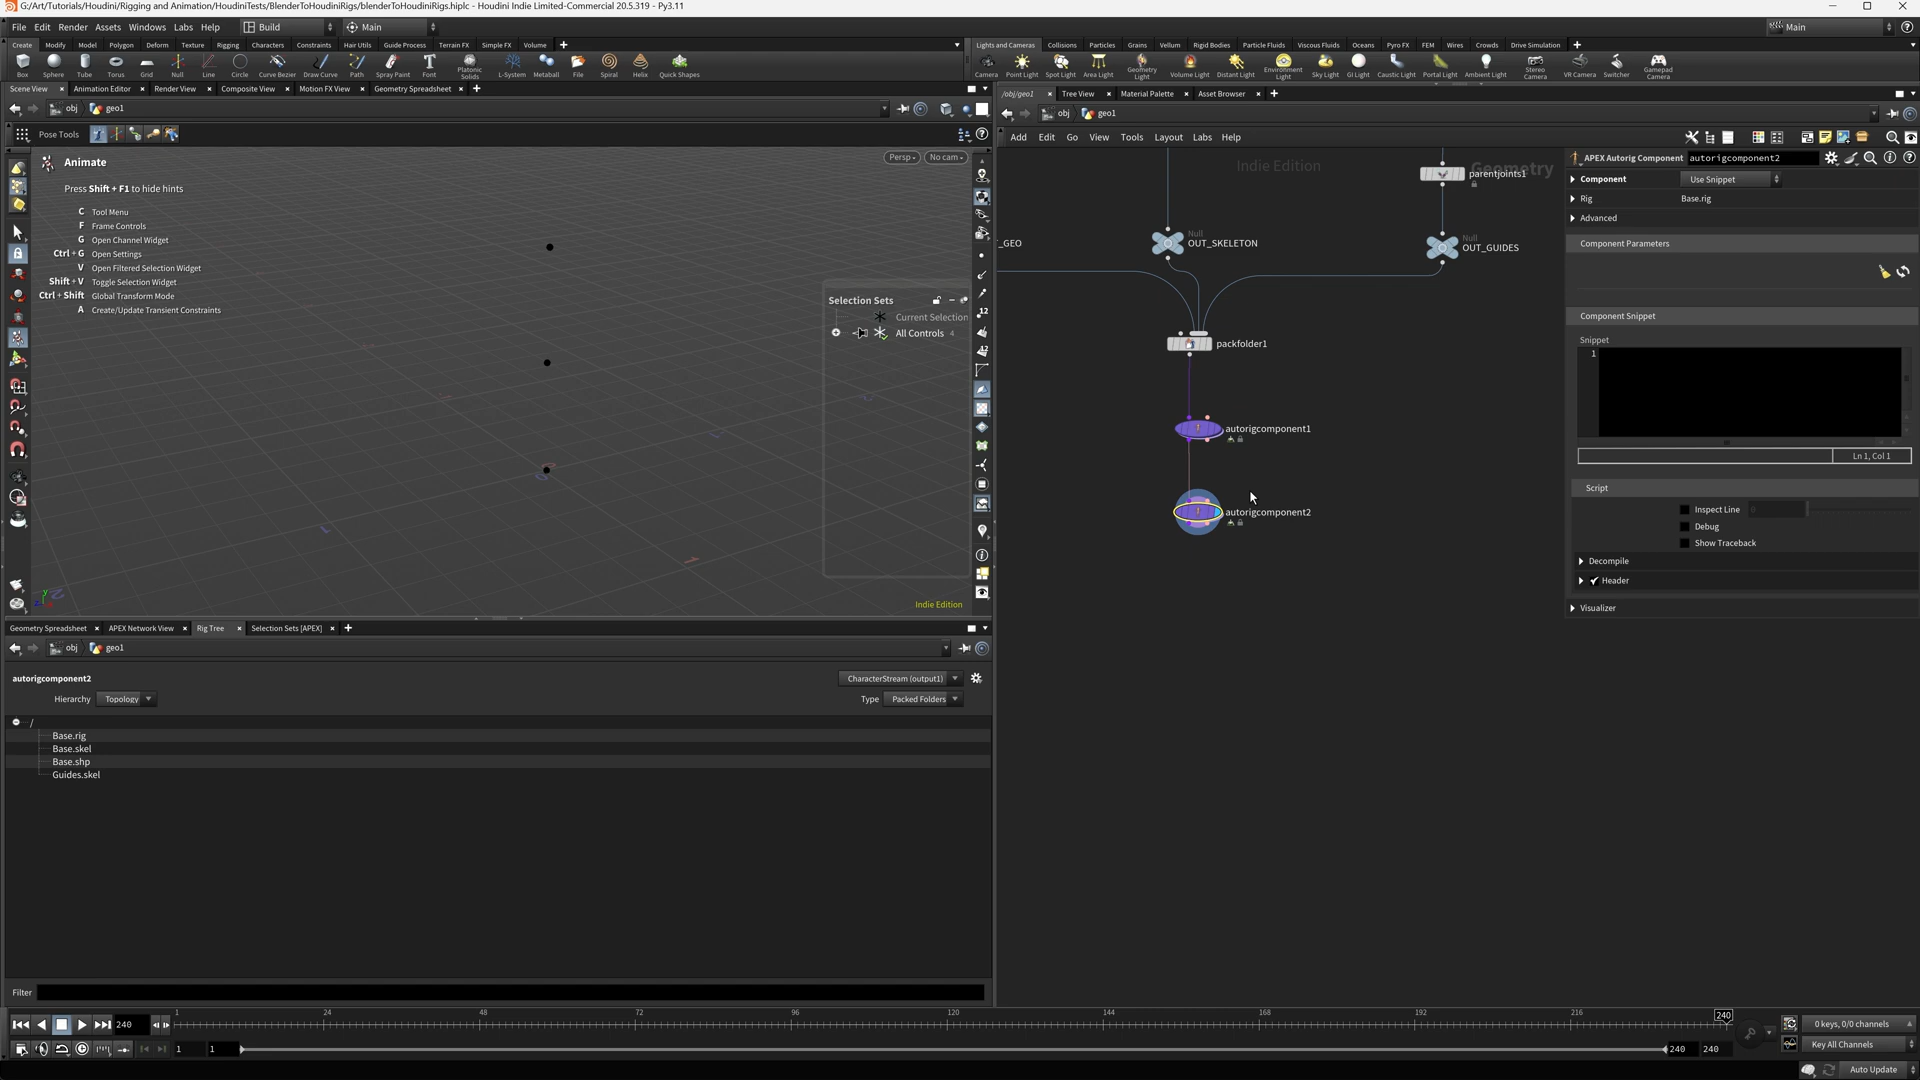 G:/Art/Tutorials/Houdini/Rigging and Animation/HoudiniTests/BlenderToHoudiniRigs/blenderToHoudiniRigs.hiplc - Houdini Indie Limited-Commercial 20.5.319 - Py3.11
File Edit Render Assets Windows Labs Help Build Main Main
Create Modify Model Polygon Deform Texture Rigging Characters Constraints Hair Utils Guide Process Terrain FX Simple FX Volume
Lights and Cameras Collisions Particles Grains Vellum Rigid Bodies Particle Fluids Viscous Fluids Oceans Pyro FX FEM Wires Crowds Drive Simulation
Box Sphere Tube Torus Grid Null Line Circle Curve Bezier Draw Curve Path Spray Paint Font Platonic Solids L-System Metaball File Spiral Helix Quick Shapes
Camera Point Light Spot Light Area Light Geometry Light Volume Light Distant Light Environment Light Sky Light GI Light Caustic Light Portal Light Ambient Light Stereo Camera VR Camera Switcher Gamepad Camera
Scene View Animation Editor Render View Composite View Motion FX View Geometry Spreadsheet
obj geo1
Pose Tools
Animate
Persp No cam
Press Shift + F1 to hide hints
C Tool Menu
F Frame Controls
G Open Channel Widget
Ctrl + G Open Settings
V Open Filtered Selection Widget
Shift + V Toggle Selection Widget
Ctrl + Shift Global Transform Mode
A Create/Update Transient Constraints
Selection Sets
Current Selection
All Controls 4
Indie Edition
Geometry Spreadsheet APEX Network View Rig Tree Selection Sets [APEX]
obj geo1
autorigcomponent2 CharacterStream (output1)
Hierarchy Topology Type Packed Folders
/
Base.rig
Base.skel
Base.shp
Guides.skel
Filter
/obj/geo1 Tree View Material Palette Asset Browser
obj geo1
Add Edit Go View Tools Layout Labs Help
Indie Edition
Geometry
parentjoints1
_GEO
Null
OUT_SKELETON
Null
OUT_GUIDES
packfolder1
autorigcomponent1
autorigcomponent2
APEX Autorig Component autorigcomponent2
Component Use Snippet
Rig Base.rig
Advanced
Component Parameters
Component Snippet
Snippet
1
Ln 1, Col 1
Script
Inspect Line 0
Debug
Show Traceback
Decompile
Header
Visualizer
240 1 24 48 72 96 120 144 168 192 216 240
0 keys, 0/0 channels
1 1 240 240
Key All Channels
Auto Update